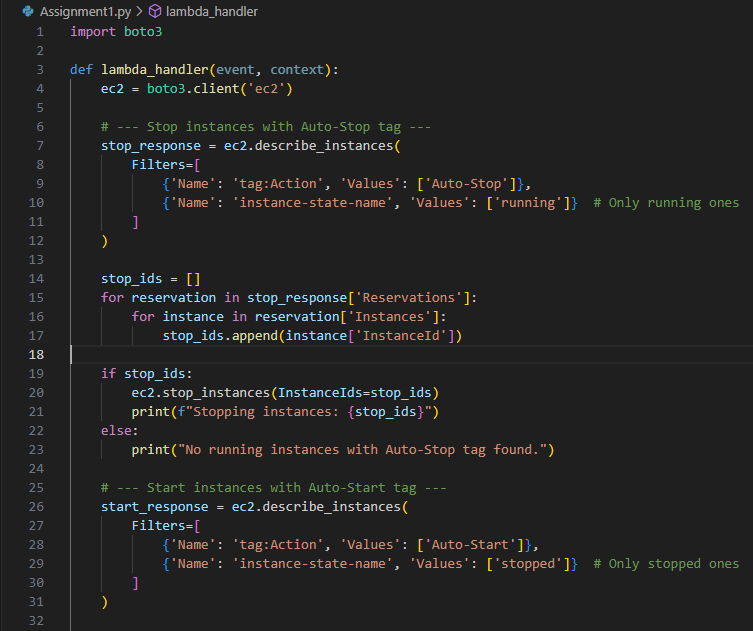 Assignment1.py > lambda_handler
1 import boto3
2
3 def lambda_handler(event, context):
4     ec2 = boto3.client('ec2')
5
6     # --- Stop instances with Auto-Stop tag ---
7     stop_response = ec2.describe_instances(
8         Filters=[
9             {'Name': 'tag:Action', 'Values': ['Auto-Stop']},
10             {'Name': 'instance-state-name', 'Values': ['running']}  # Only running ones
11         ]
12     )
13
14     stop_ids = []
15     for reservation in stop_response['Reservations']:
16         for instance in reservation['Instances']:
17             stop_ids.append(instance['InstanceId'])
18
19     if stop_ids:
20         ec2.stop_instances(InstanceIds=stop_ids)
21         print(f"Stopping instances: {stop_ids}")
22     else:
23         print("No running instances with Auto-Stop tag found.")
24
25     # --- Start instances with Auto-Start tag ---
26     start_response = ec2.describe_instances(
27         Filters=[
28             {'Name': 'tag:Action', 'Values': ['Auto-Start']},
29             {'Name': 'instance-state-name', 'Values': ['stopped']}  # Only stopped ones
30         ]
31     )
32